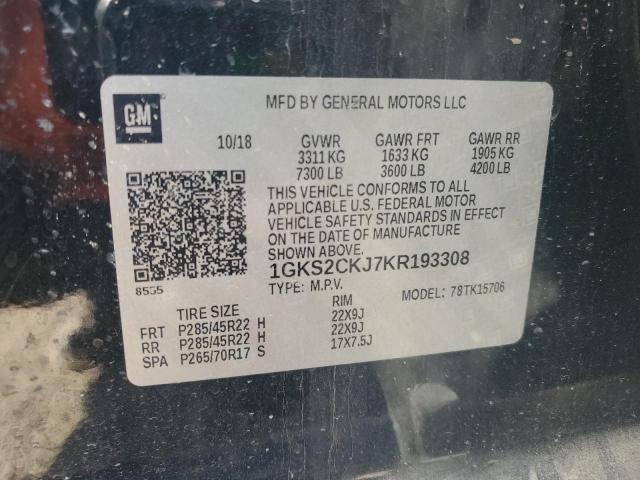 GM
MFD BY GENERAL MOTORS LLC
10/18 GVWR GAWR FRT GAWR RR
3311 KG 1633 KG 1905 KG
7300 LB 3600 LB 4200 LB
THIS VEHICLE CONFORMS TO ALL
APPLICABLE U.S. FEDERAL MOTOR
VEHICLE SAFETY STANDARDS IN EFFECT
ON THE DATE OF MANUFACTURE
1GKS2CKJ7KR193308
8555
TYPE: M.P.V. MODEL: 78TK15706
TIRE SIZE RIM
FRT P285/45R22 H 22X9J
RR P285/45R22 H 22X9J
SPA P265/70R17 S 17X7.5J